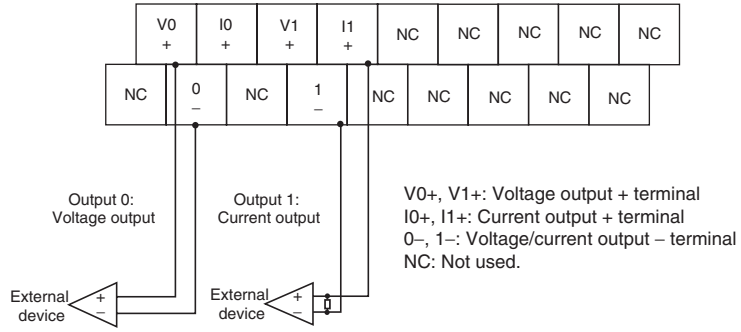 V0 I0 V1 I1 NC NC NC NC NC
+ + + +
NC 0 NC 1 NC NC NC NC NC
– –
Output 0:
Voltage output
Output 1:
Current output
V0+, V1+: Voltage output + terminal
I0+, I1+: Current output + terminal
0–, 1–: Voltage/current output – terminal
NC: Not used.
External
device
+
–
External
device
+
–